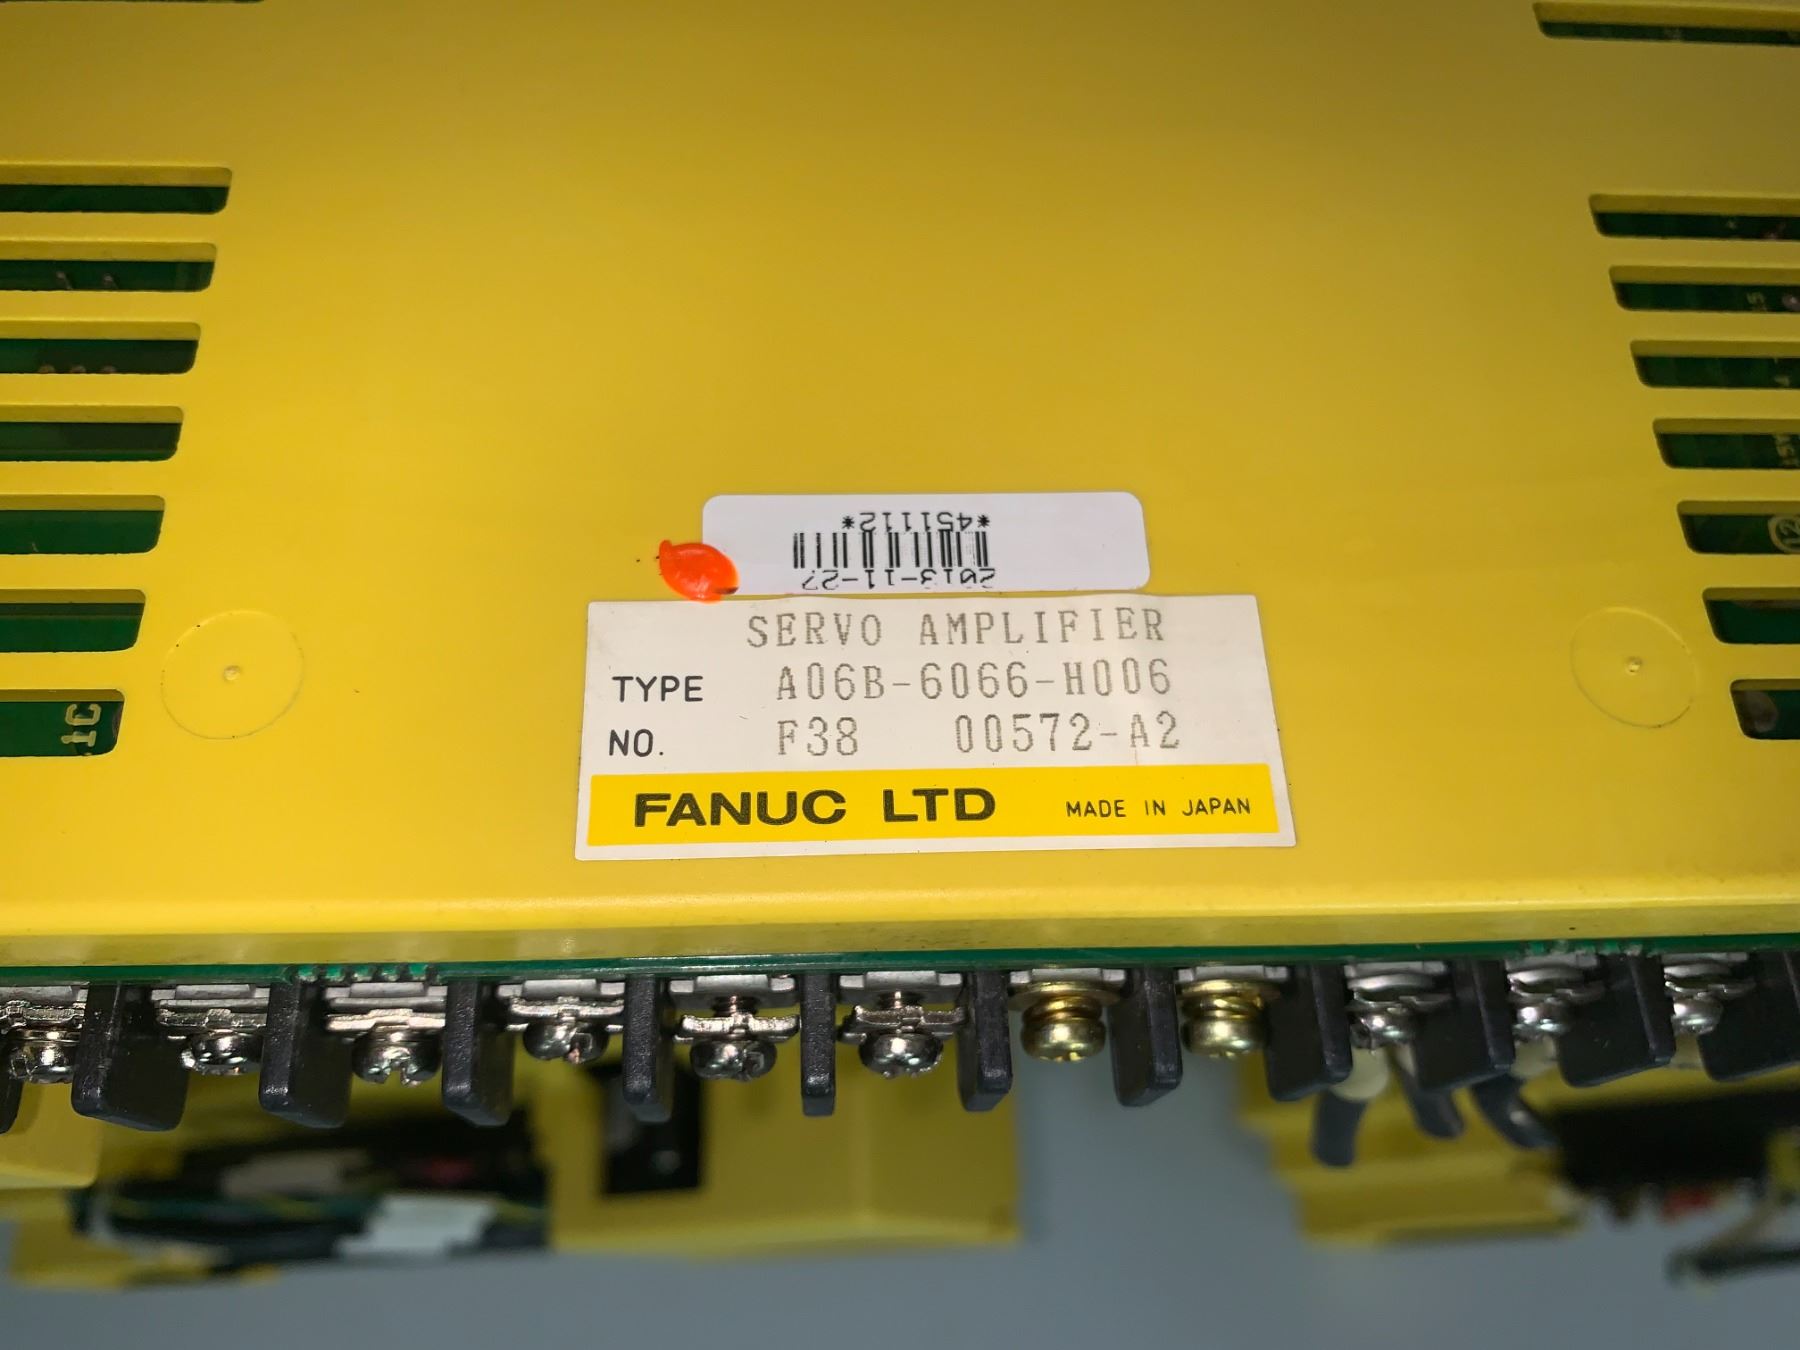 *451112*
2013-11-27
SERVO AMPLIFIER
TYPE A06B-6066-H006
NO. F38 00572-A2
FANUC LTD MADE IN JAPAN